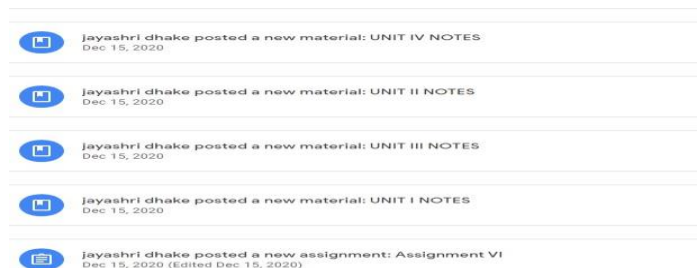 jayashri dhake posted a new material: UNIT IV NOTES
Dec 15, 2020
jayashri dhake posted a new material: UNIT II NOTES
Dec 15, 2020
jayashri dhake posted a new material: UNIT III NOTES
Dec 15, 2020
jayashri dhake posted a new material: UNIT I NOTES
Dec 15, 2020
jayashri dhake posted a new assignment: Assignment VI
Dec 15, 2020 (Edited Dec 15, 2020)